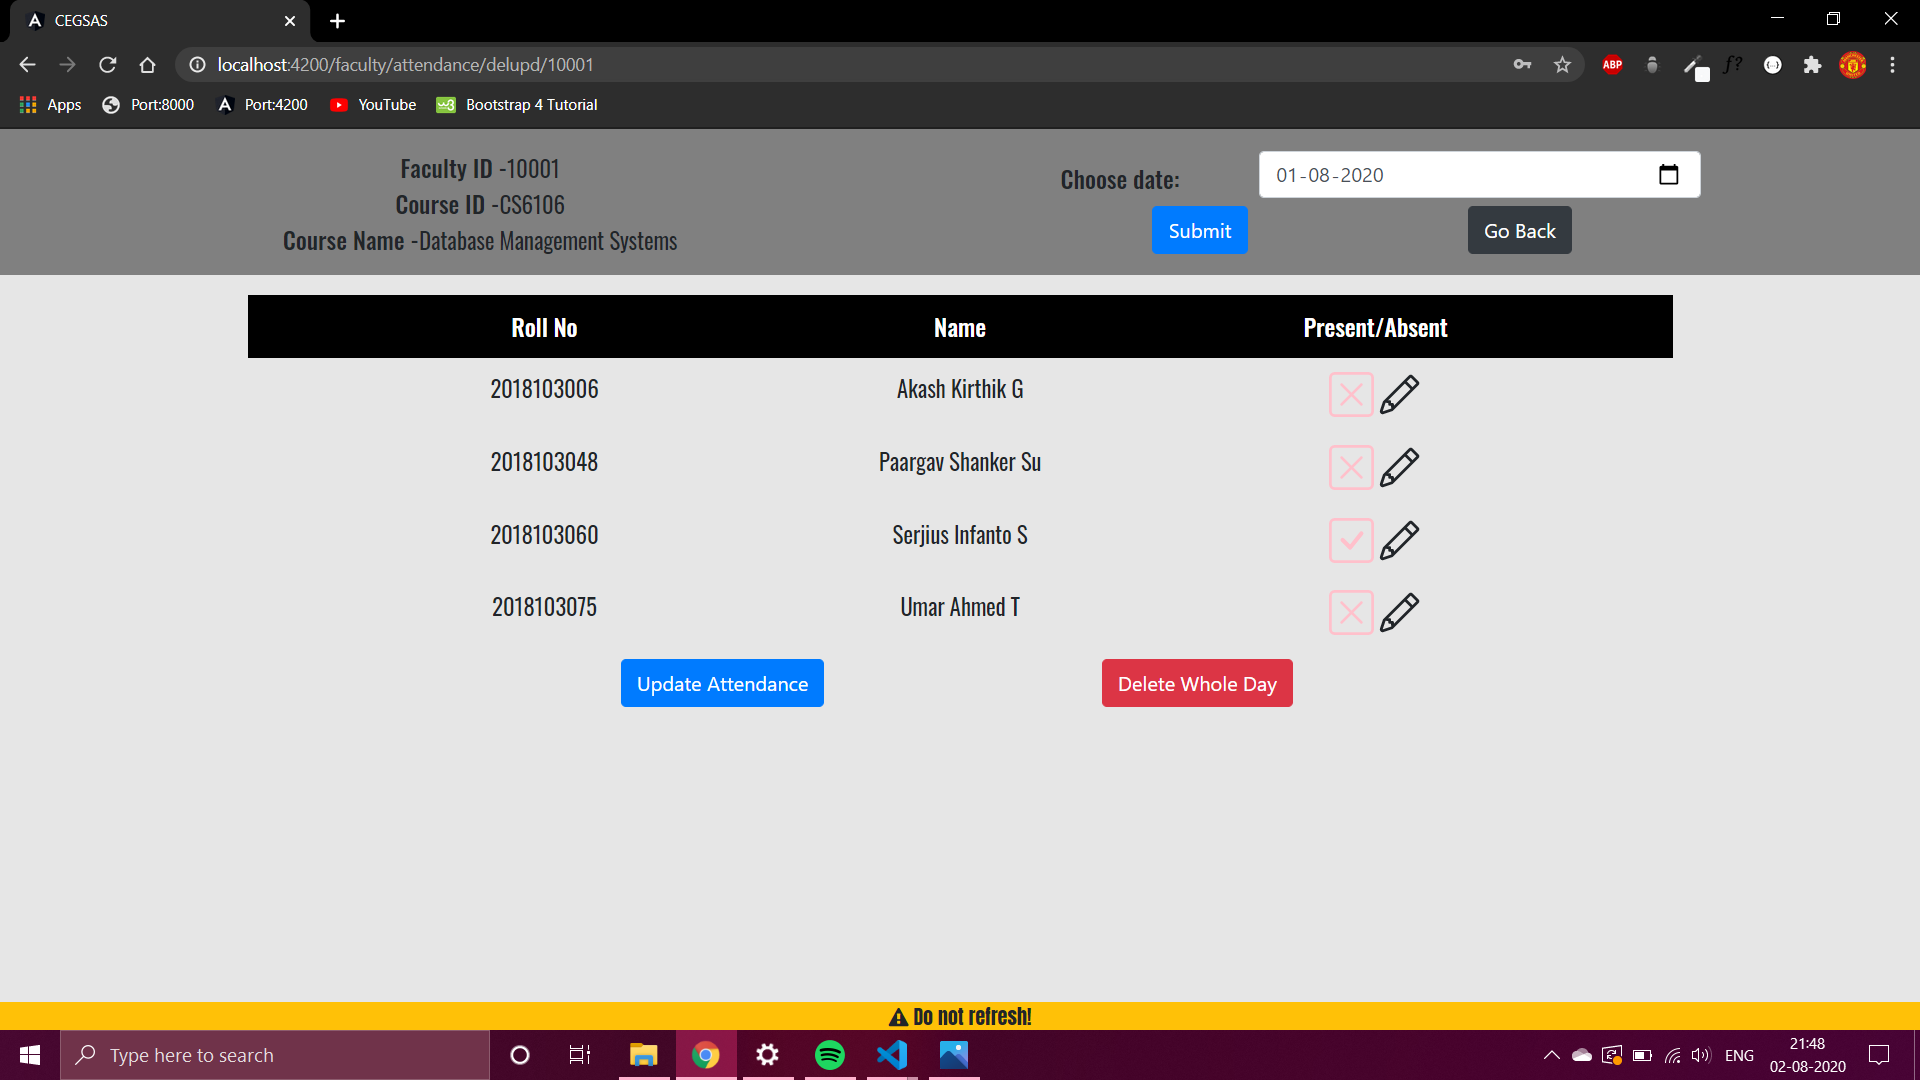 CEGSAS
localhost:4200/faculty/attendance/delupd/10001
ABP
f?
Apps
Port:8000
Port:4200
YouTube
Bootstrap 4 Tutorial
Faculty ID -10001
Course ID -CS6106
Course Name -Database Management Systems
Choose date:
01-08-2020
Submit
Go Back
Roll No Name Present/Absent
2018103006 Akash Kirthik G
2018103048 Paargav Shanker Su
2018103060 Serjius Infanto S
2018103075 Umar Ahmed T
Update Attendance
Delete Whole Day
Do not refresh!
Type here to search
ENG
21:48
02-08-2020